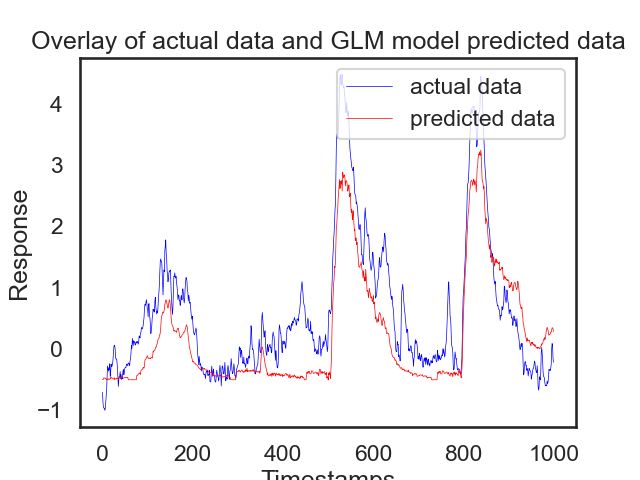 Overlay of actual data and GLM model predicted data
actual data
predicted data
Response
4
3
2
1
0
−1
0 200 400 600 800 1000
Timestamps